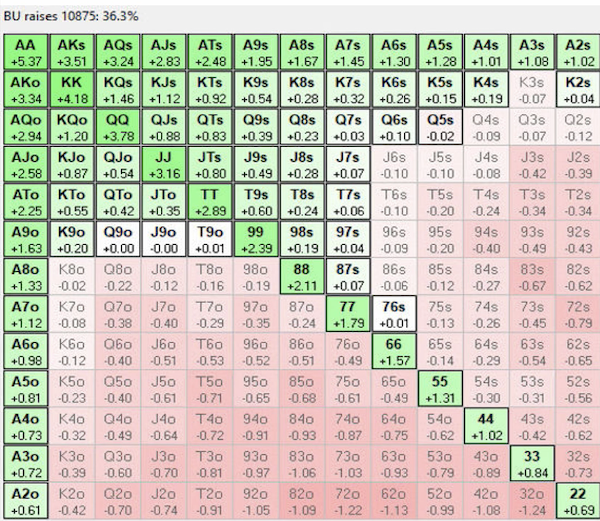 BU raises 10875: 36.3%
AA AKs AQs AJs ATs A9s A8s A7s A6s A5s A4s A3s A2s
+5.37 +3.51 +3.24 +2.83 +2.48 +1.95 +1.67 +1.45 +1.30 +1.28 +1.01 +1.08 +1.02
AKo KK KQs KJs KTs K9s K8s K7s K6s K5s K4s K3s K2s
+3.34 +4.18 +1.46 +1.12 +0.92 +0.54 +0.28 +0.32 +0.26 +0.15 +0.19 -0.07 +0.04
AQo KQo QQ QJs QTs Q9s Q8s Q7s Q6s Q5s Q4s Q3s Q2s
+2.94 +1.20 +3.78 +0.88 +0.83 +0.39 +0.23 +0.03 +0.10 -0.02 -0.09 -0.07 -0.12
AJo KJo QJo JJ JTs J9s J8s J7s J6s J5s J4s J3s J2s
+2.58 +0.87 +0.54 +3.16 +0.80 +0.49 +0.28 +0.07 -0.10 -0.10 -0.08 -0.42 -0.39
ATo KTo QTo JTo TT T9s T8s T7s T6s T5s T4s T3s T2s
+2.25 +0.55 +0.42 +0.35 +2.89 +0.60 +0.24 +0.06 -0.10 -0.20 -0.24 -0.34 -0.34
A9o K9o Q9o J9o T9o 99 98s 97s 96s 95s 94s 93s 92s
+1.63 +0.20 +0.00 -0.00 +0.01 +2.39 +0.19 +0.04 -0.09 -0.20 -0.40 -0.49 -0.43
A8o K8o Q8o J8o T8o 98o 88 87s 86s 85s 84s 83s 82s
+1.33 -0.02 -0.22 -0.12 -0.16 -0.19 +2.11 +0.07 -0.06 -0.12 -0.27 -0.67 -0.62
A7o K7o Q7o J7o T7o 97o 87o 77 76s 75s 74s 73s 72s
+1.12 -0.08 -0.38 -0.40 -0.29 -0.35 -0.24 +1.79 +0.01 -0.13 -0.26 -0.45 -0.79
A6o K6o Q6o J6o T6o 96o 86o 76o 66 65s 64s 63s 62s
+0.98 -0.12 -0.40 -0.51 -0.53 -0.52 -0.51 -0.49 +1.57 -0.14 -0.29 -0.54 -0.65
A5o K5o Q5o J5o T5o 95o 85o 75o 65o 55 54s 53s 52s
+0.81 -0.23 -0.40 -0.61 -0.71 -0.65 -0.68 -0.61 -0.49 +1.31 -0.30 -0.31 -0.56
A4o K4o Q4o J4o T4o 94o 84o 74o 64o 54o 44 43s 42s
+0.73 -0.32 -0.49 -0.64 -0.72 -0.91 -0.93 -0.87 -0.75 -0.62 +1.02 -0.42 -0.62
A3o K3o Q3o J3o T3o 93o 83o 73o 63o 53o 43o 33 32s
+0.72 -0.39 -0.60 -0.70 -0.81 -0.97 -1.06 -1.03 -0.93 -0.79 -0.89 +0.84 -0.73
A2o K2o Q2o J2o T2o 92o 82o 72o 62o 52o 42o 32o 22
+0.61 -0.42 -0.70 -0.74 -0.91 -1.05 -1.09 -1.22 -1.13 -0.99 -1.08 -1.24 +0.69